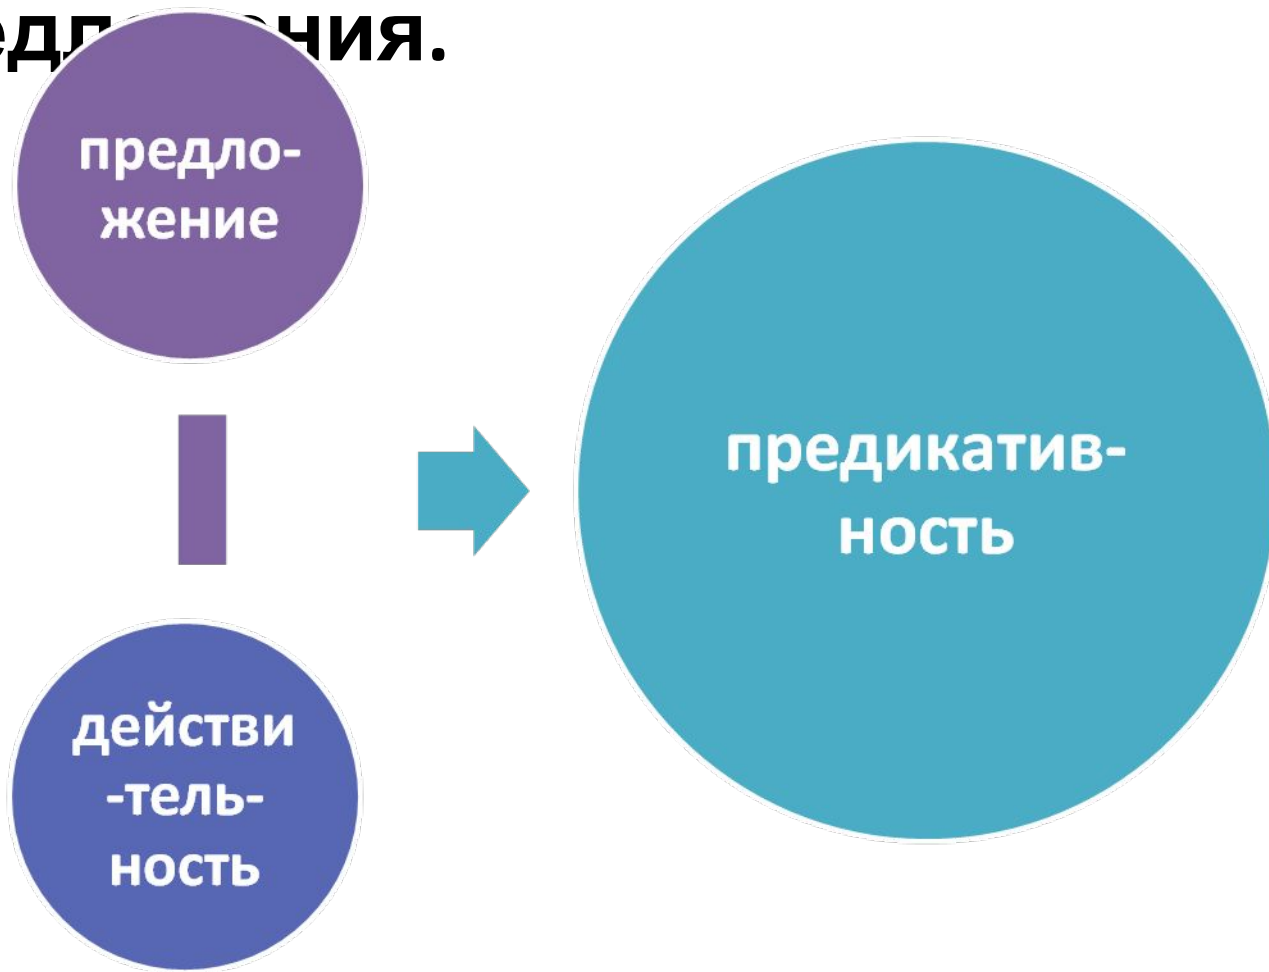 предло-
жение
предикатив-
ность
действи
-тель-
ность